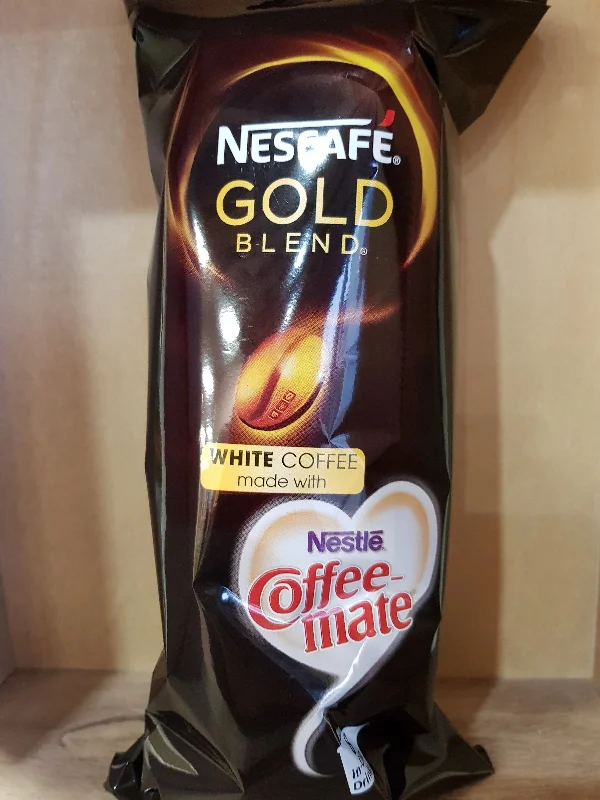 NESCAFÉ®
GOLD
BLEND®
WHITE COFFEE
made with
Nestlé
Coffee-
mate